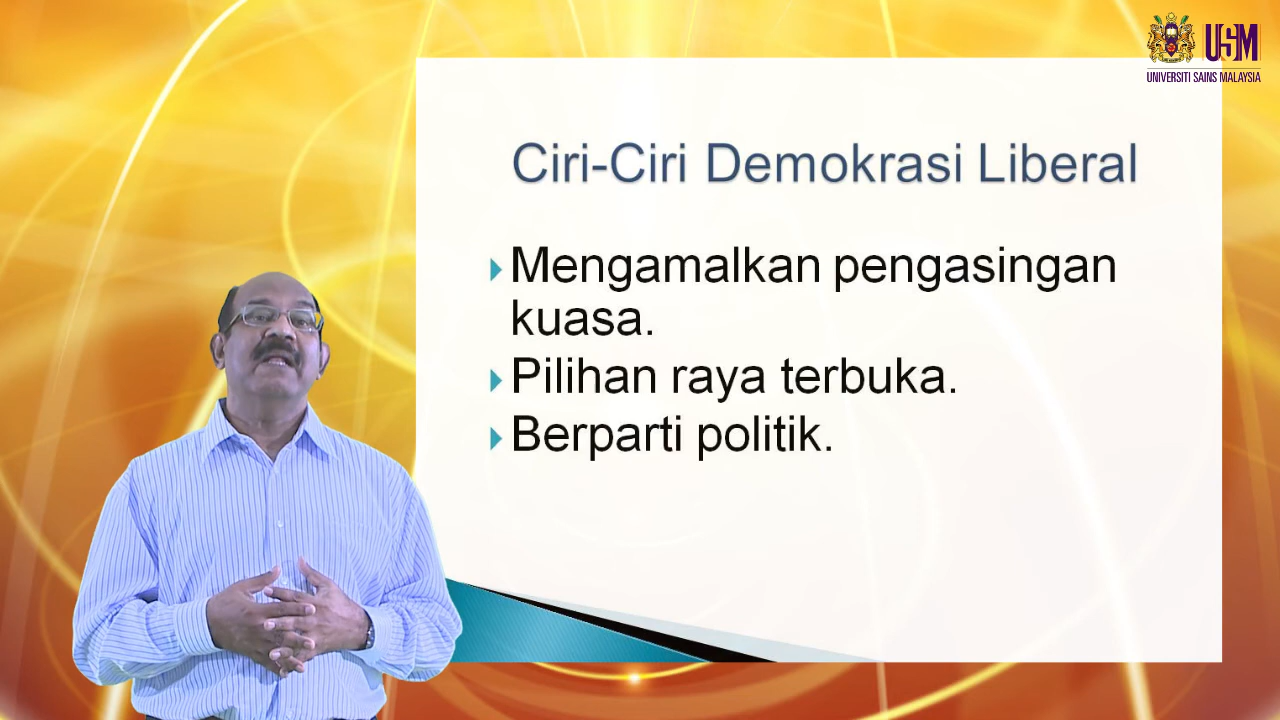 USM
UNIVERSITI SAINS MALAYSIA
Ciri-Ciri Demokrasi Liberal
Mengamalkan pengasingan
kuasa.
Pilihan raya terbuka.
Berparti politik.